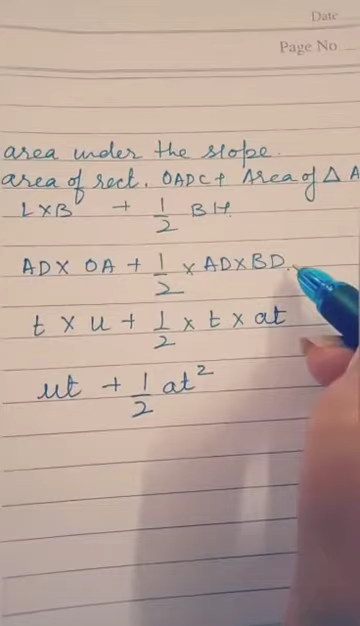 Date
Page No
area under the slope.
area of rect. OADC + Area of Δ A
L×B + 1/2 BH.
AD× OA + 1/2 × AD×BD.
t × u + 1/2 × t × at
ut + 1/2 at²